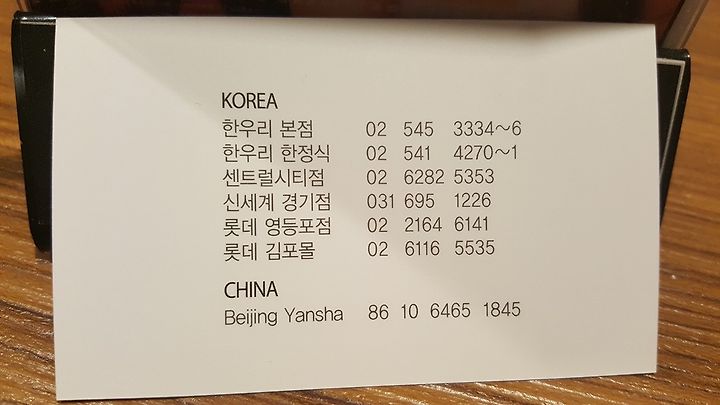 KOREA
한우리 본점 02 545 3334~6
한우리 한정식 02 541 4270~1
센트럴시티점 02 6282 5353
신세계 경기점 031 695 1226
롯데 영등포점 02 2164 6141
롯데 김포몰 02 6116 5535
CHINA
Beijing Yansha 86 10 6465 1845